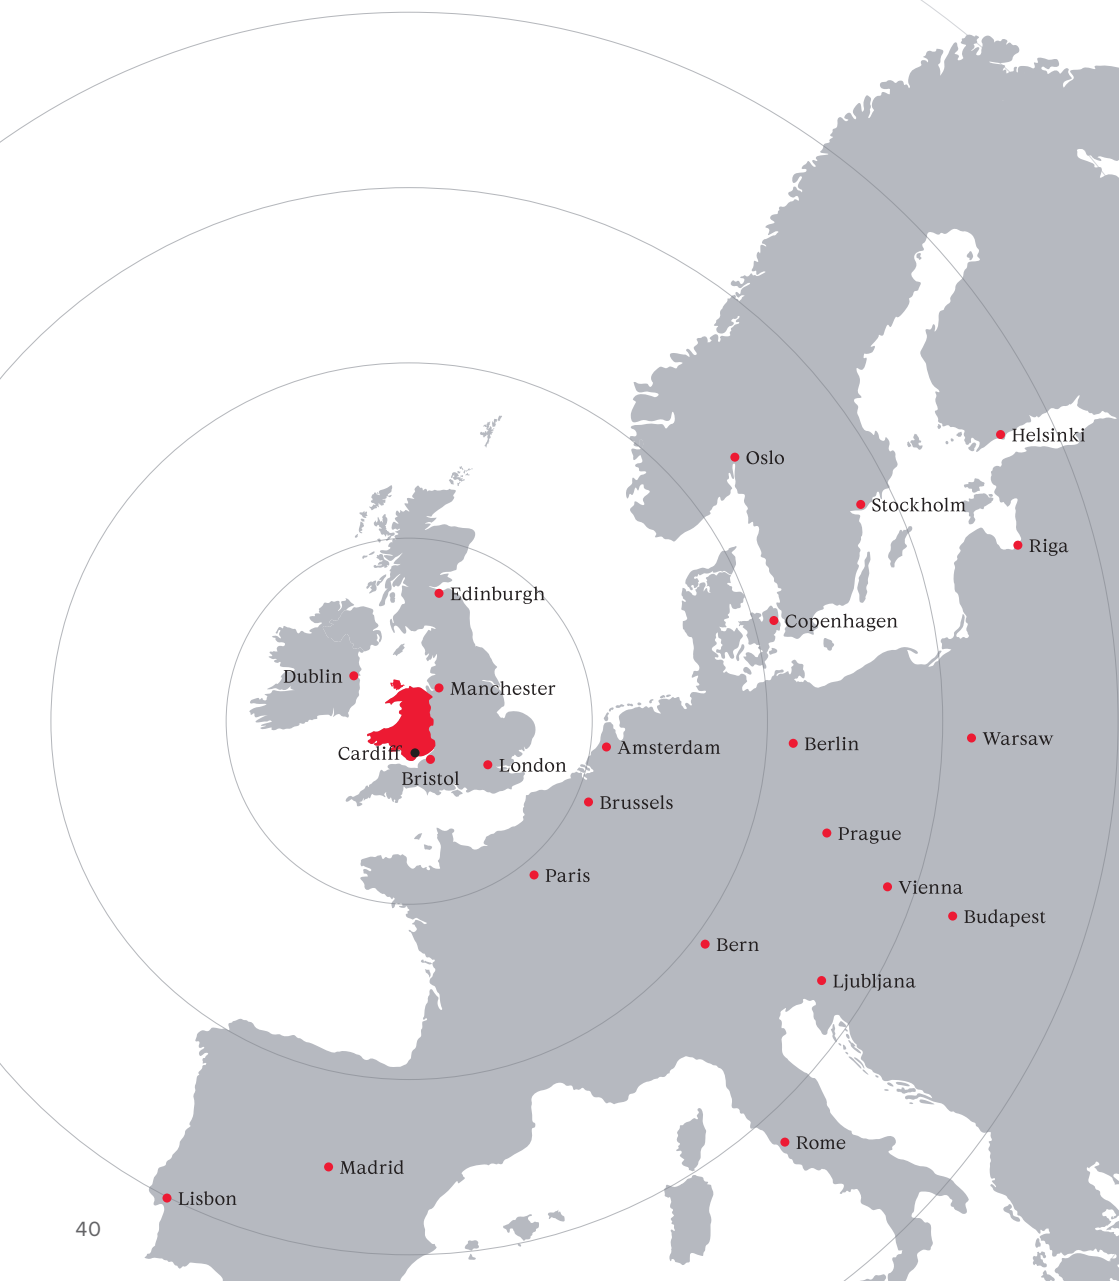 Helsinki
Oslo
Stockholm
Riga
Edinburgh
Copenhagen
Dublin
Manchester
Warsaw
Berlin
Amsterdam
Cardiff
London
Bristol
Brussels
Prague
Paris
Vienna
Budapest
Bern
Ljubljana
Rome
Madrid
Lisbon
40